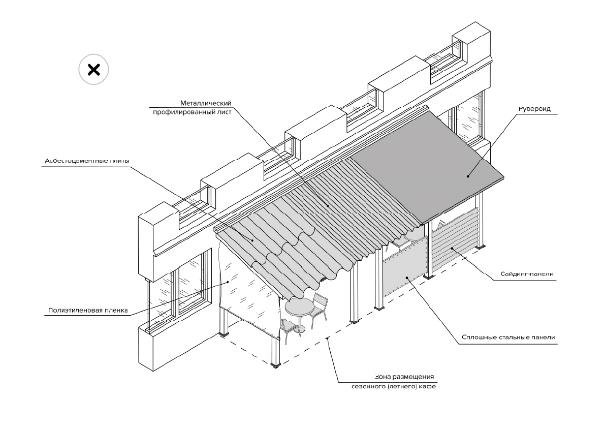 Металлический
профилированный лист
Рубероид
Асбестоцементные плиты
Сайдинг-панели
Полиэтиленовая пленка
Сплошные стальные панели
Зона размещения
сезонного (летнего) кафе